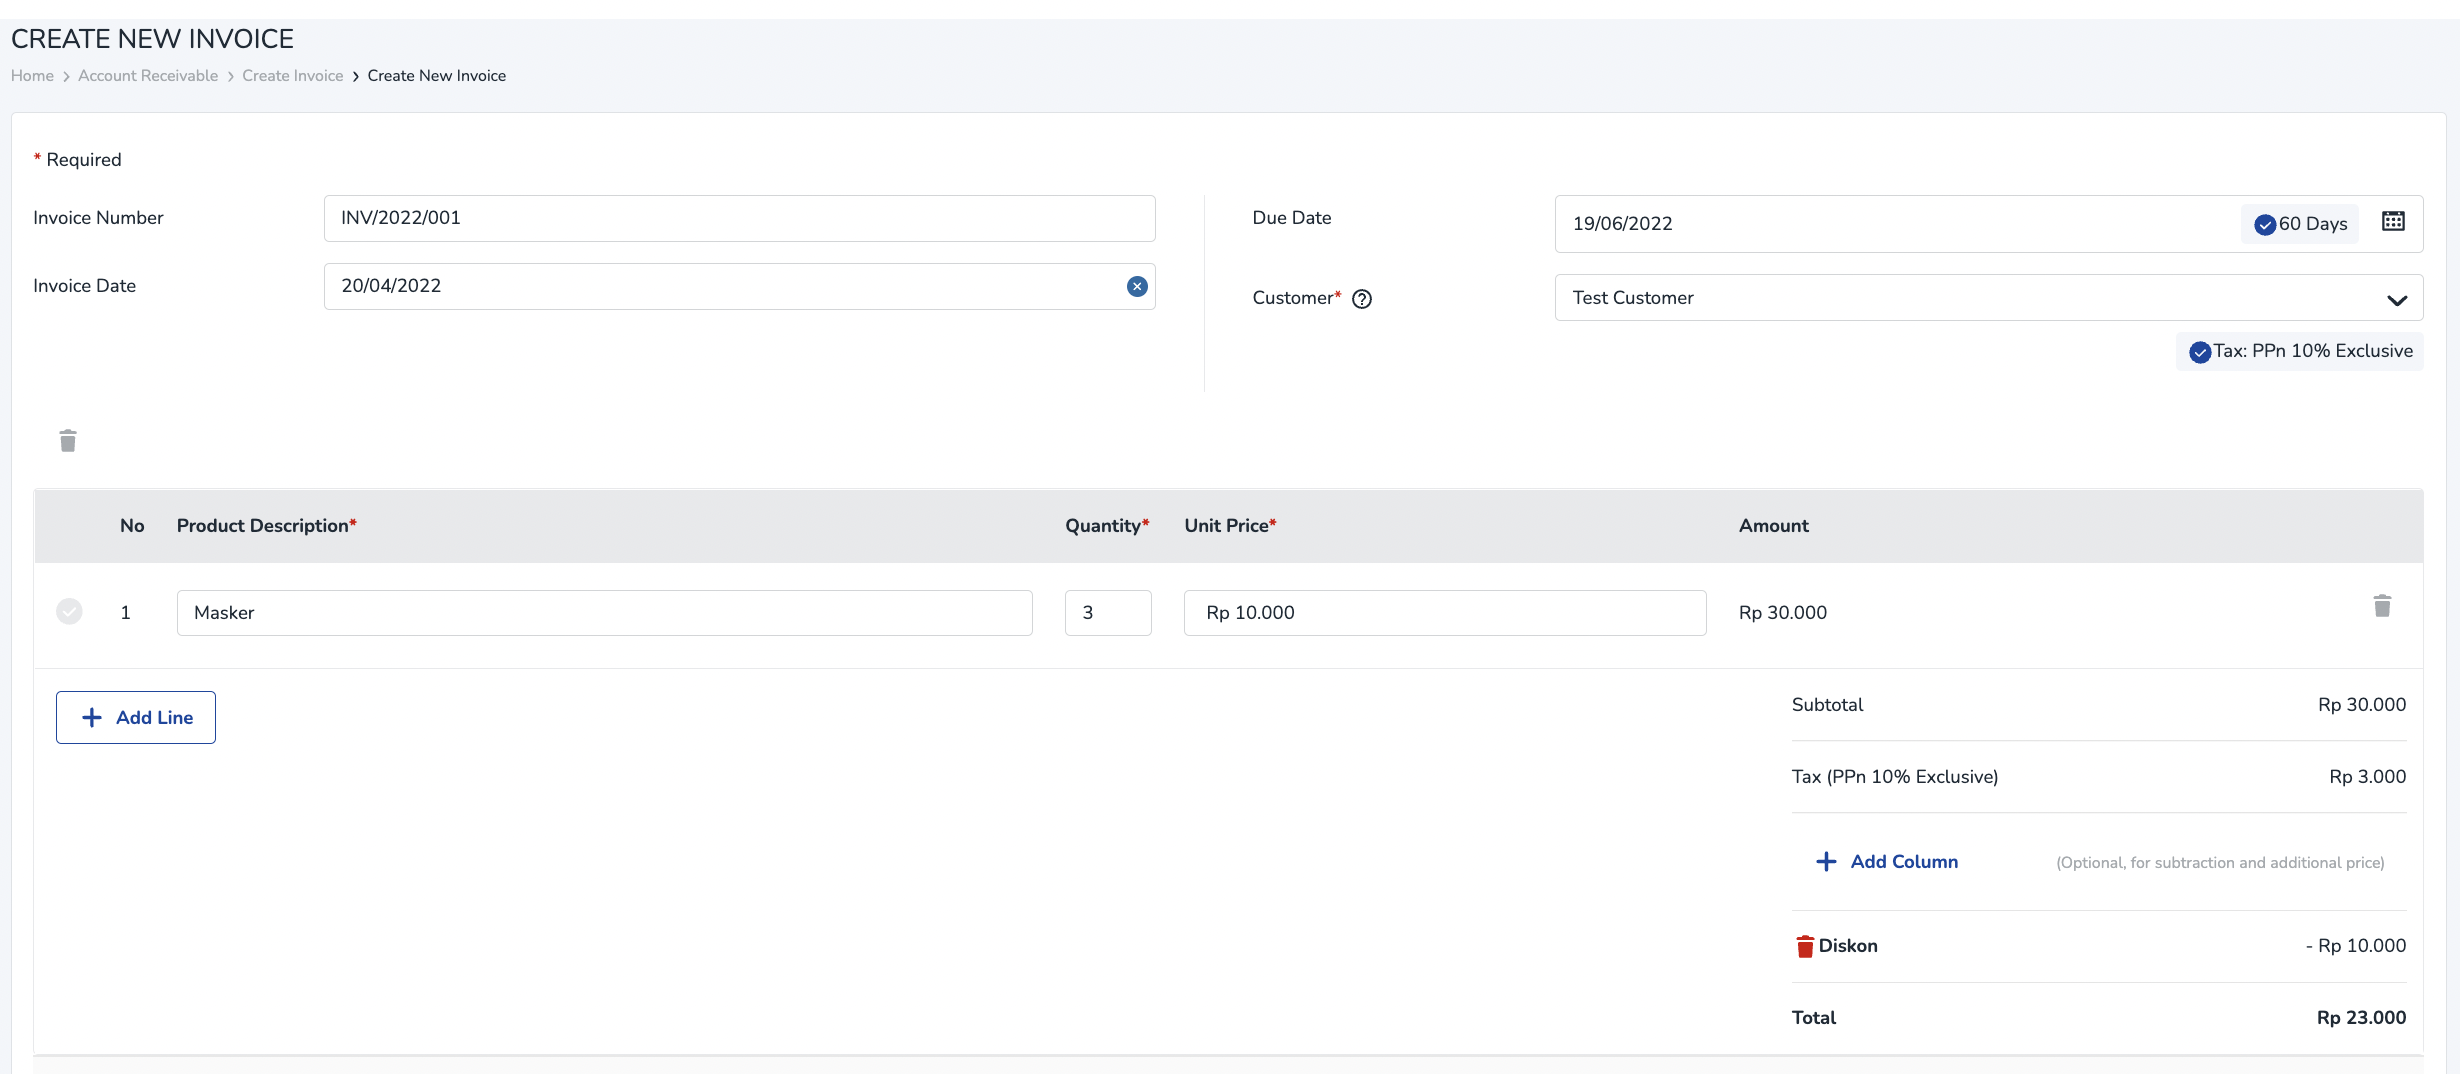 CREATE NEW INVOICE
Home > Account Receivable > Create Invoice > Create New Invoice
* Required
Invoice Number
INV/2022/001
Invoice Date
20/04/2022
Due Date
19/06/2022
60 Days
Customer*
Test Customer
Tax: PPn 10% Exclusive
No Product Description* Quantity* Unit Price* Amount
1 Masker 3 Rp 10.000 Rp 30.000
+ Add Line
Subtotal Rp 30.000
Tax (PPn 10% Exclusive) Rp 3.000
+ Add Column (Optional, for subtraction and additional price)
Diskon - Rp 10.000
Total Rp 23.000